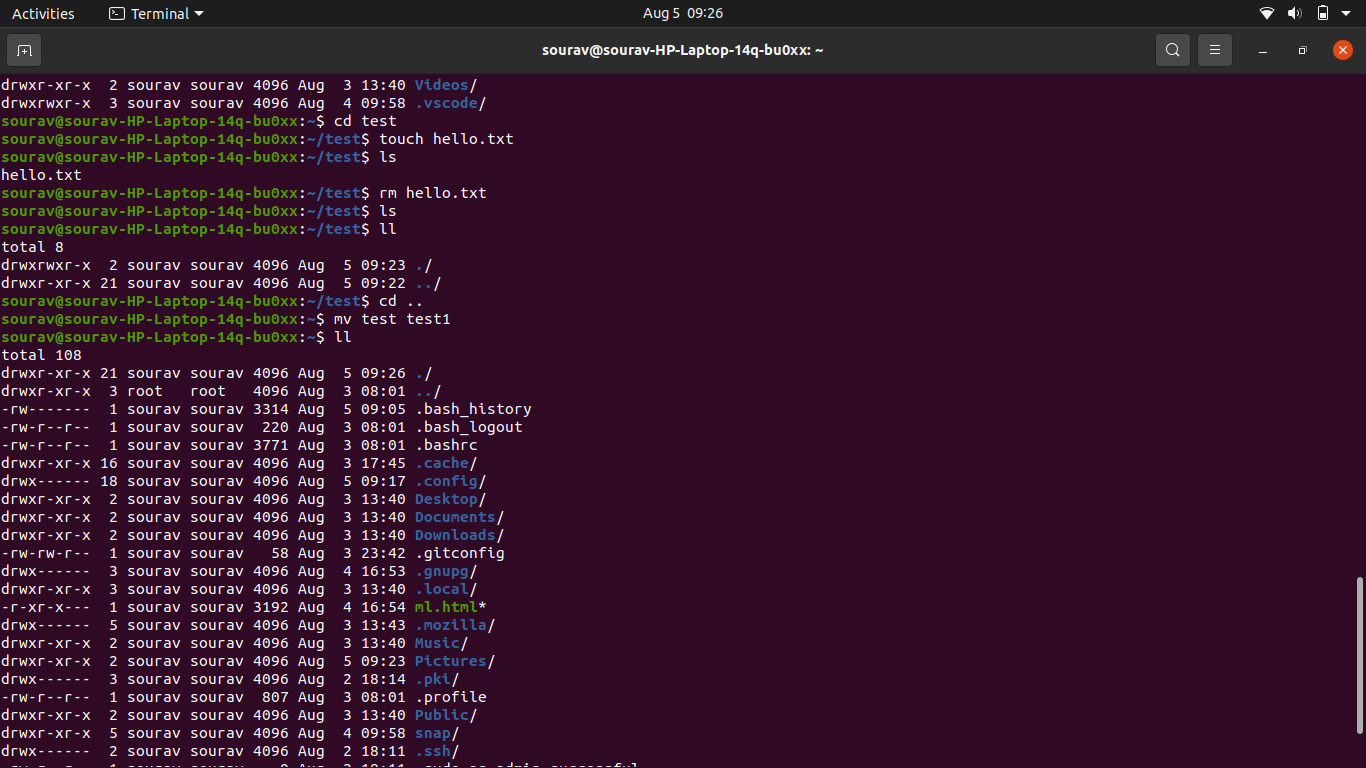 Activities Terminal Aug 5 09:26
sourav@sourav-HP-Laptop-14q-bu0xx: ~
drwxr-xr-x  2 sourav sourav 4096 Aug  3 13:40 Videos/
drwxrwxr-x  3 sourav sourav 4096 Aug  4 09:58 .vscode/
sourav@sourav-HP-Laptop-14q-bu0xx:~$ cd test
sourav@sourav-HP-Laptop-14q-bu0xx:~/test$ touch hello.txt
sourav@sourav-HP-Laptop-14q-bu0xx:~/test$ ls
hello.txt
sourav@sourav-HP-Laptop-14q-bu0xx:~/test$ rm hello.txt
sourav@sourav-HP-Laptop-14q-bu0xx:~/test$ ls
sourav@sourav-HP-Laptop-14q-bu0xx:~/test$ ll
total 8
drwxrwxr-x  2 sourav sourav 4096 Aug  5 09:23 ./
drwxr-xr-x 21 sourav sourav 4096 Aug  5 09:22 ../
sourav@sourav-HP-Laptop-14q-bu0xx:~/test$ cd ..
sourav@sourav-HP-Laptop-14q-bu0xx:~$ mv test test1
sourav@sourav-HP-Laptop-14q-bu0xx:~$ ll
total 108
drwxr-xr-x 21 sourav sourav 4096 Aug  5 09:26 ./
drwxr-xr-x  3 root   root   4096 Aug  3 08:01 ../
-rw-------  1 sourav sourav 3314 Aug  5 09:05 .bash_history
-rw-r--r--  1 sourav sourav  220 Aug  3 08:01 .bash_logout
-rw-r--r--  1 sourav sourav 3771 Aug  3 08:01 .bashrc
drwxr-xr-x 16 sourav sourav 4096 Aug  3 17:45 .cache/
drwx------ 18 sourav sourav 4096 Aug  5 09:17 .config/
drwxr-xr-x  2 sourav sourav 4096 Aug  3 13:40 Desktop/
drwxr-xr-x  2 sourav sourav 4096 Aug  3 13:40 Documents/
drwxr-xr-x  2 sourav sourav 4096 Aug  3 13:40 Downloads/
-rw-rw-r--  1 sourav sourav   58 Aug  3 23:42 .gitconfig
drwx------  3 sourav sourav 4096 Aug  4 16:53 .gnupg/
drwxr-xr-x  3 sourav sourav 4096 Aug  3 13:40 .local/
-r-xr-x---  1 sourav sourav 3192 Aug  4 16:54 ml.html*
drwx------  5 sourav sourav 4096 Aug  3 13:43 .mozilla/
drwxr-xr-x  2 sourav sourav 4096 Aug  3 13:40 Music/
drwxr-xr-x  2 sourav sourav 4096 Aug  5 09:23 Pictures/
drwx------  3 sourav sourav 4096 Aug  2 18:14 .pki/
-rw-r--r--  1 sourav sourav  807 Aug  3 08:01 .profile
drwxr-xr-x  2 sourav sourav 4096 Aug  3 13:40 Public/
drwxr-xr-x  5 sourav sourav 4096 Aug  4 09:58 snap/
drwx------  2 sourav sourav 4096 Aug  2 18:11 .ssh/